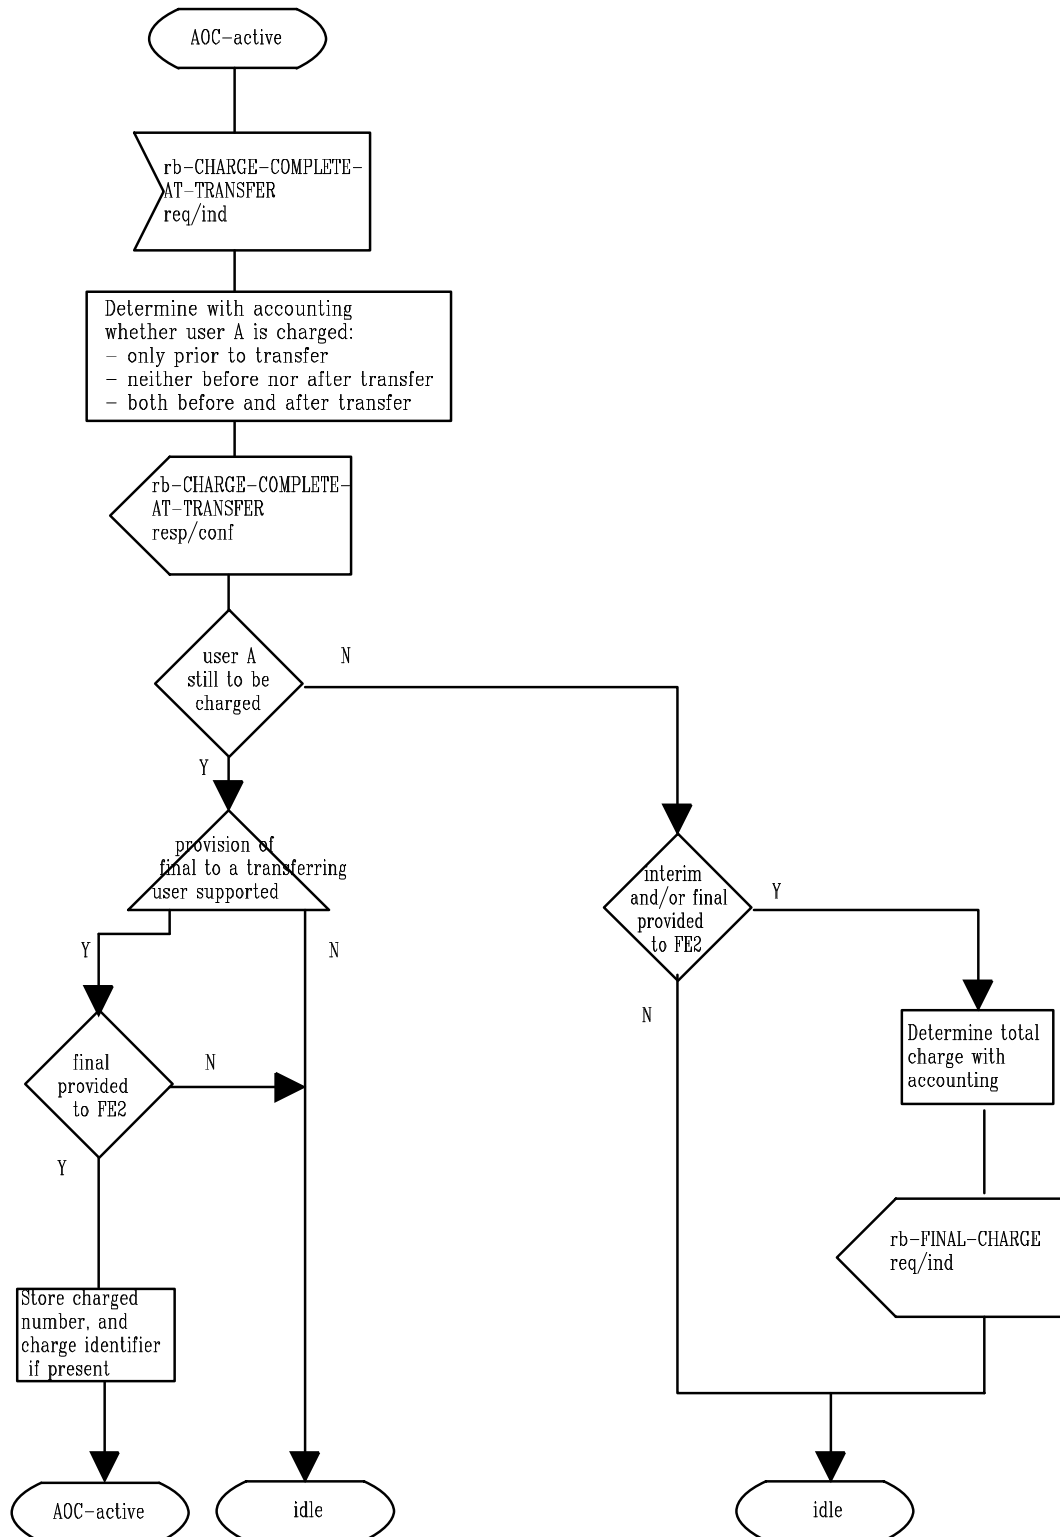 AOC-active
rb-CHARGE-COMPLETE-
AT-TRANSFER
req/ind
Determine with accounting
whether user A is charged:
- only prior to transfer
- neither before nor after transfer
- both before and after transfer
rb-CHARGE-COMPLETE-
AT-TRANSFER
resp/conf
user A
still to be
charged
N
Y
provision of
final to a transferring
user supported
Y
N
final
provided
to FE2
N
Y
Store charged
number, and
charge identifier
if present
AOC-active
idle
interim
and/or final
provided
to FE2
Y
N
Determine total
charge with
accounting
rb-FINAL-CHARGE
req/ind
idle